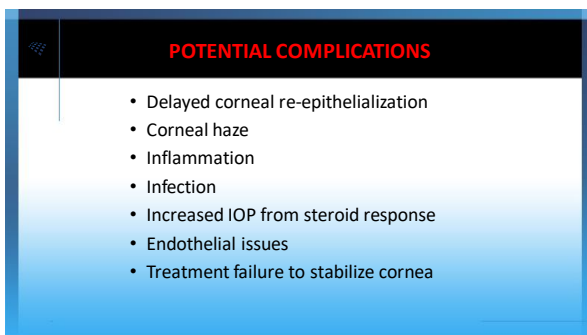 POTENTIAL COMPLICATIONS
• Delayed corneal re-epithelialization
• Corneal haze
• Inflammation
• Infection
• Increased IOP from steroid response
• Endothelial issues
• Treatment failure to stabilize cornea